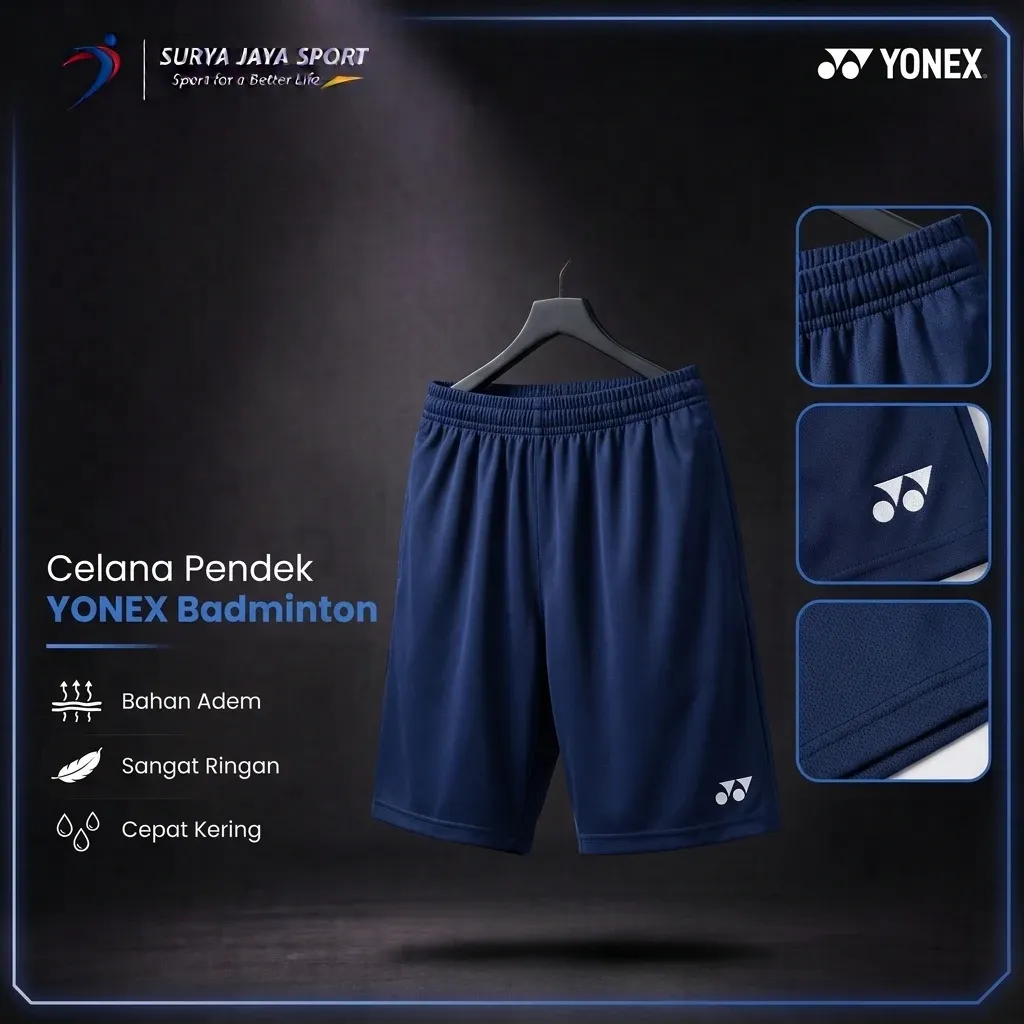 SURYA JAYA SPORT
Sport for a Better Life
YONEX
Celana Pendek
YONEX Badminton
Bahan Adem
Sangat Ringan
Cepat Kering